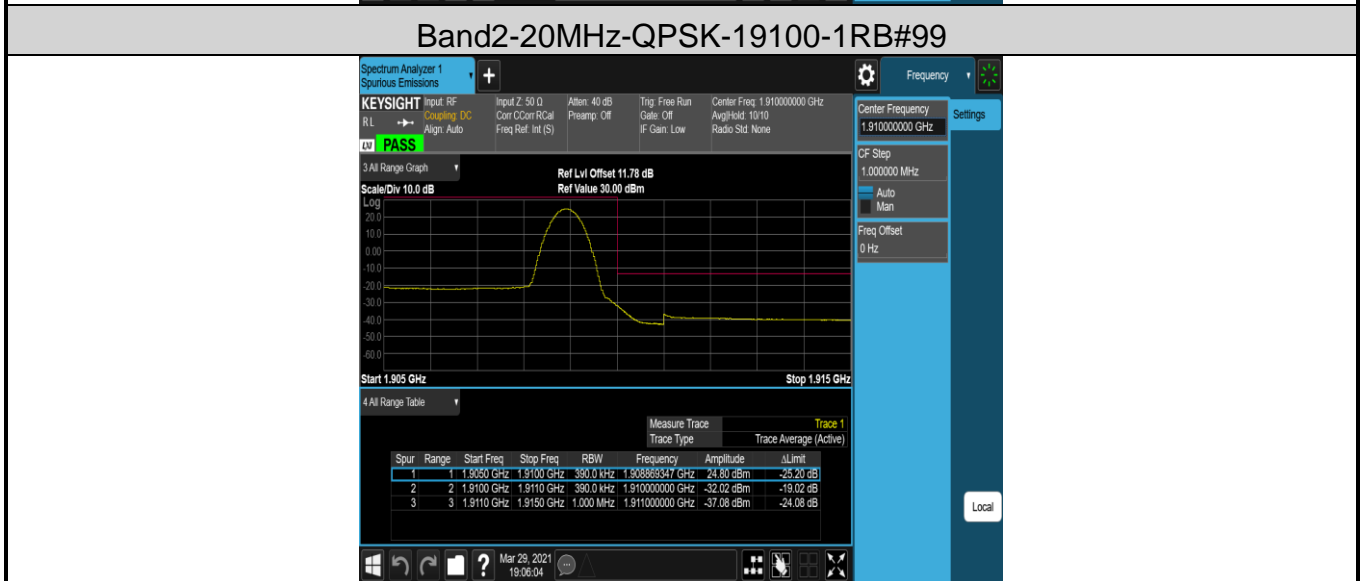 Band2-20MHz-QPSK-19100-1RB#99
Spectrum Analyzer 1
Spurious Emissions
+
Frequency
KEYSIGHT
RL
Input: RF
Coupling: DC
Align: Auto
Input Z: 50 Ω
Corr CCorr RCal
Freq Ref: Int (S)
Atten: 40 dB
Preamp: Off
Trig: Free Run
Gate: Off
IF Gain: Low
Center Freq: 1.910000000 GHz
Avg|Hold: 10/10
Radio Std: None
LXI PASS
Center Frequency
1.910000000 GHz
Settings
CF Step
1.000000 MHz
Auto
Man
Freq Offset
0 Hz
3 All Range Graph
Ref Lvl Offset 11.78 dB
Scale/Div 10.0 dB
Ref Value 30.00 dBm
Log
20.0
10.0
0.00
-10.0
-20.0
-30.0
-40.0
-50.0
-60.0
Start 1.905 GHz
Stop 1.915 GHz
4 All Range Table
Measure Trace Trace 1
Trace Type Trace Average (Active)
Spur Range Start Freq Stop Freq RBW Frequency Amplitude ΔLimit
1 1 1.9050 GHz 1.9100 GHz 390.0 kHz 1.908869347 GHz 24.80 dBm -25.20 dB
2 2 1.9100 GHz 1.9110 GHz 390.0 kHz 1.910000000 GHz -32.02 dBm -19.02 dB
3 3 1.9110 GHz 1.9150 GHz 1.000 MHz 1.911000000 GHz -37.08 dBm -24.08 dB
Local
?
Mar 29, 2021
19:06:04